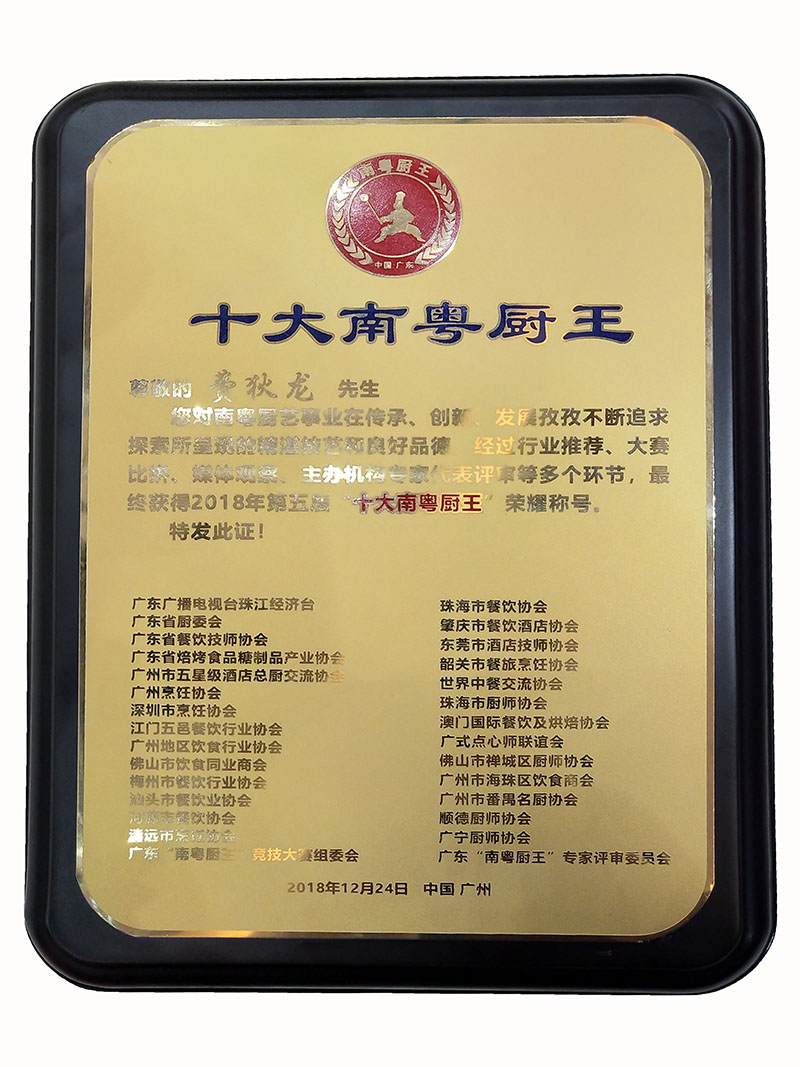 南粤厨王
中国 广东
十大南粤厨王
尊敬的 费狄龙 先生
您对南粤厨艺事业在传承、创新、发展孜孜不断追求
探索所呈现的精湛技艺和良好品德 经过行业推荐、大赛
比拼、媒体观察、主办机构专家代表评审等多个环节，最
终获得2018年第五届“十大南粤厨王”荣耀称号。
特发此证！
广东广播电视台珠江经济台
广东省厨委会
广东省餐饮技师协会
广东省焙烤食品糖制品产业协会
广州市五星级酒店总厨交流协会
广州烹饪协会
深圳市烹饪协会
江门五邑餐饮行业协会
广州地区饮食行业协会
佛山市饮食同业商会
梅州市餐饮行业协会
汕头市餐饮业协会
河源市餐饮协会
清远市烹饪协会
广东“南粤厨王”竞技大赛组委会
珠海市餐饮协会
肇庆市餐饮酒店协会
东莞市酒店技师协会
韶关市餐旅烹饪协会
世界中餐交流协会
珠海市厨师协会
澳门国际餐饮及烘焙协会
广式点心师联谊会
佛山市禅城区厨师协会
广州市海珠区饮食商会
广州市番禺名厨协会
顺德厨师协会
广宁厨师协会
广东“南粤厨王”专家评审委员会
2018年12月24日 中国 广州